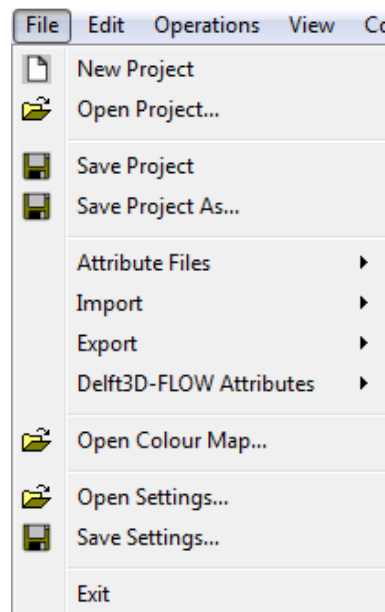 File Edit Operations View Co
New Project
Open Project...
Save Project
Save Project As...
Attribute Files
Import
Export
Delft3D-FLOW Attributes
Open Colour Map...
Open Settings...
Save Settings...
Exit